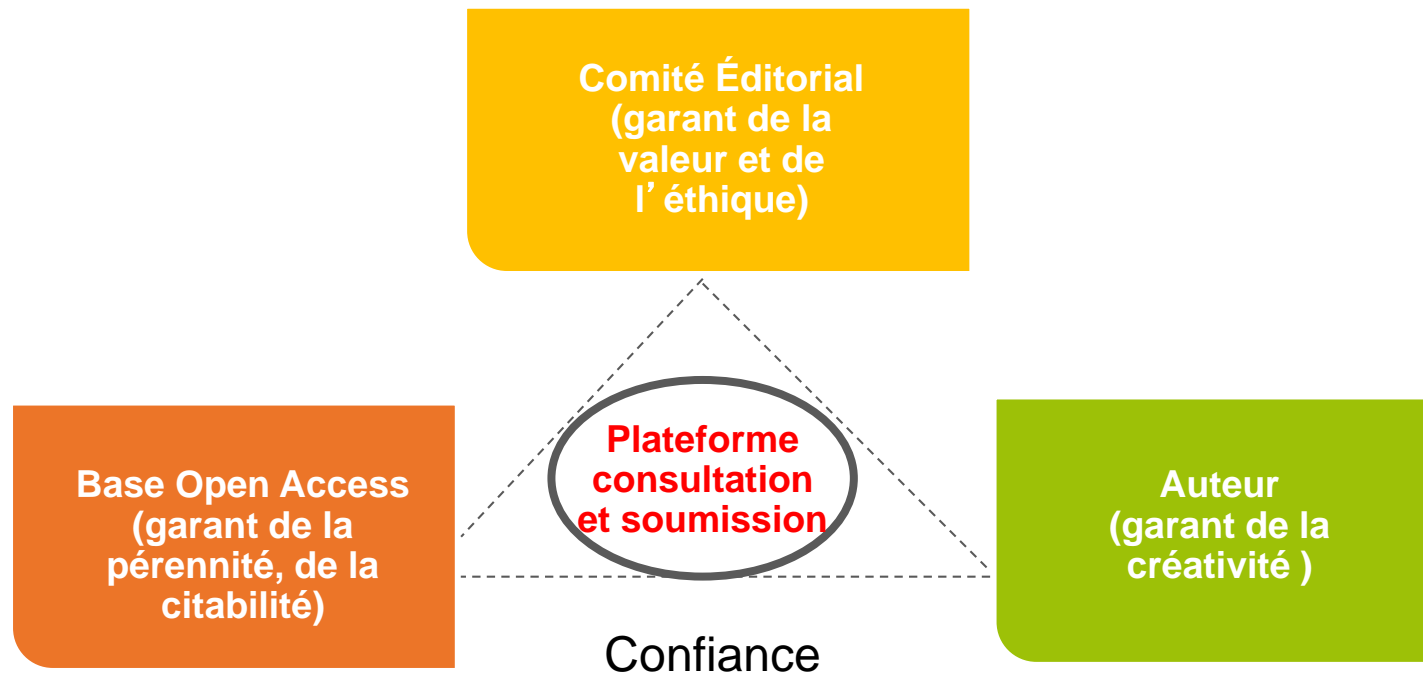 Comité Éditorial
(garant de la
valeur et de
l’ éthique)
Plateforme
consultation
et soumission
Base Open Access
(garant de la
pérennité, de la
citabilité)
Auteur
(garant de la
créativité )
Confiance